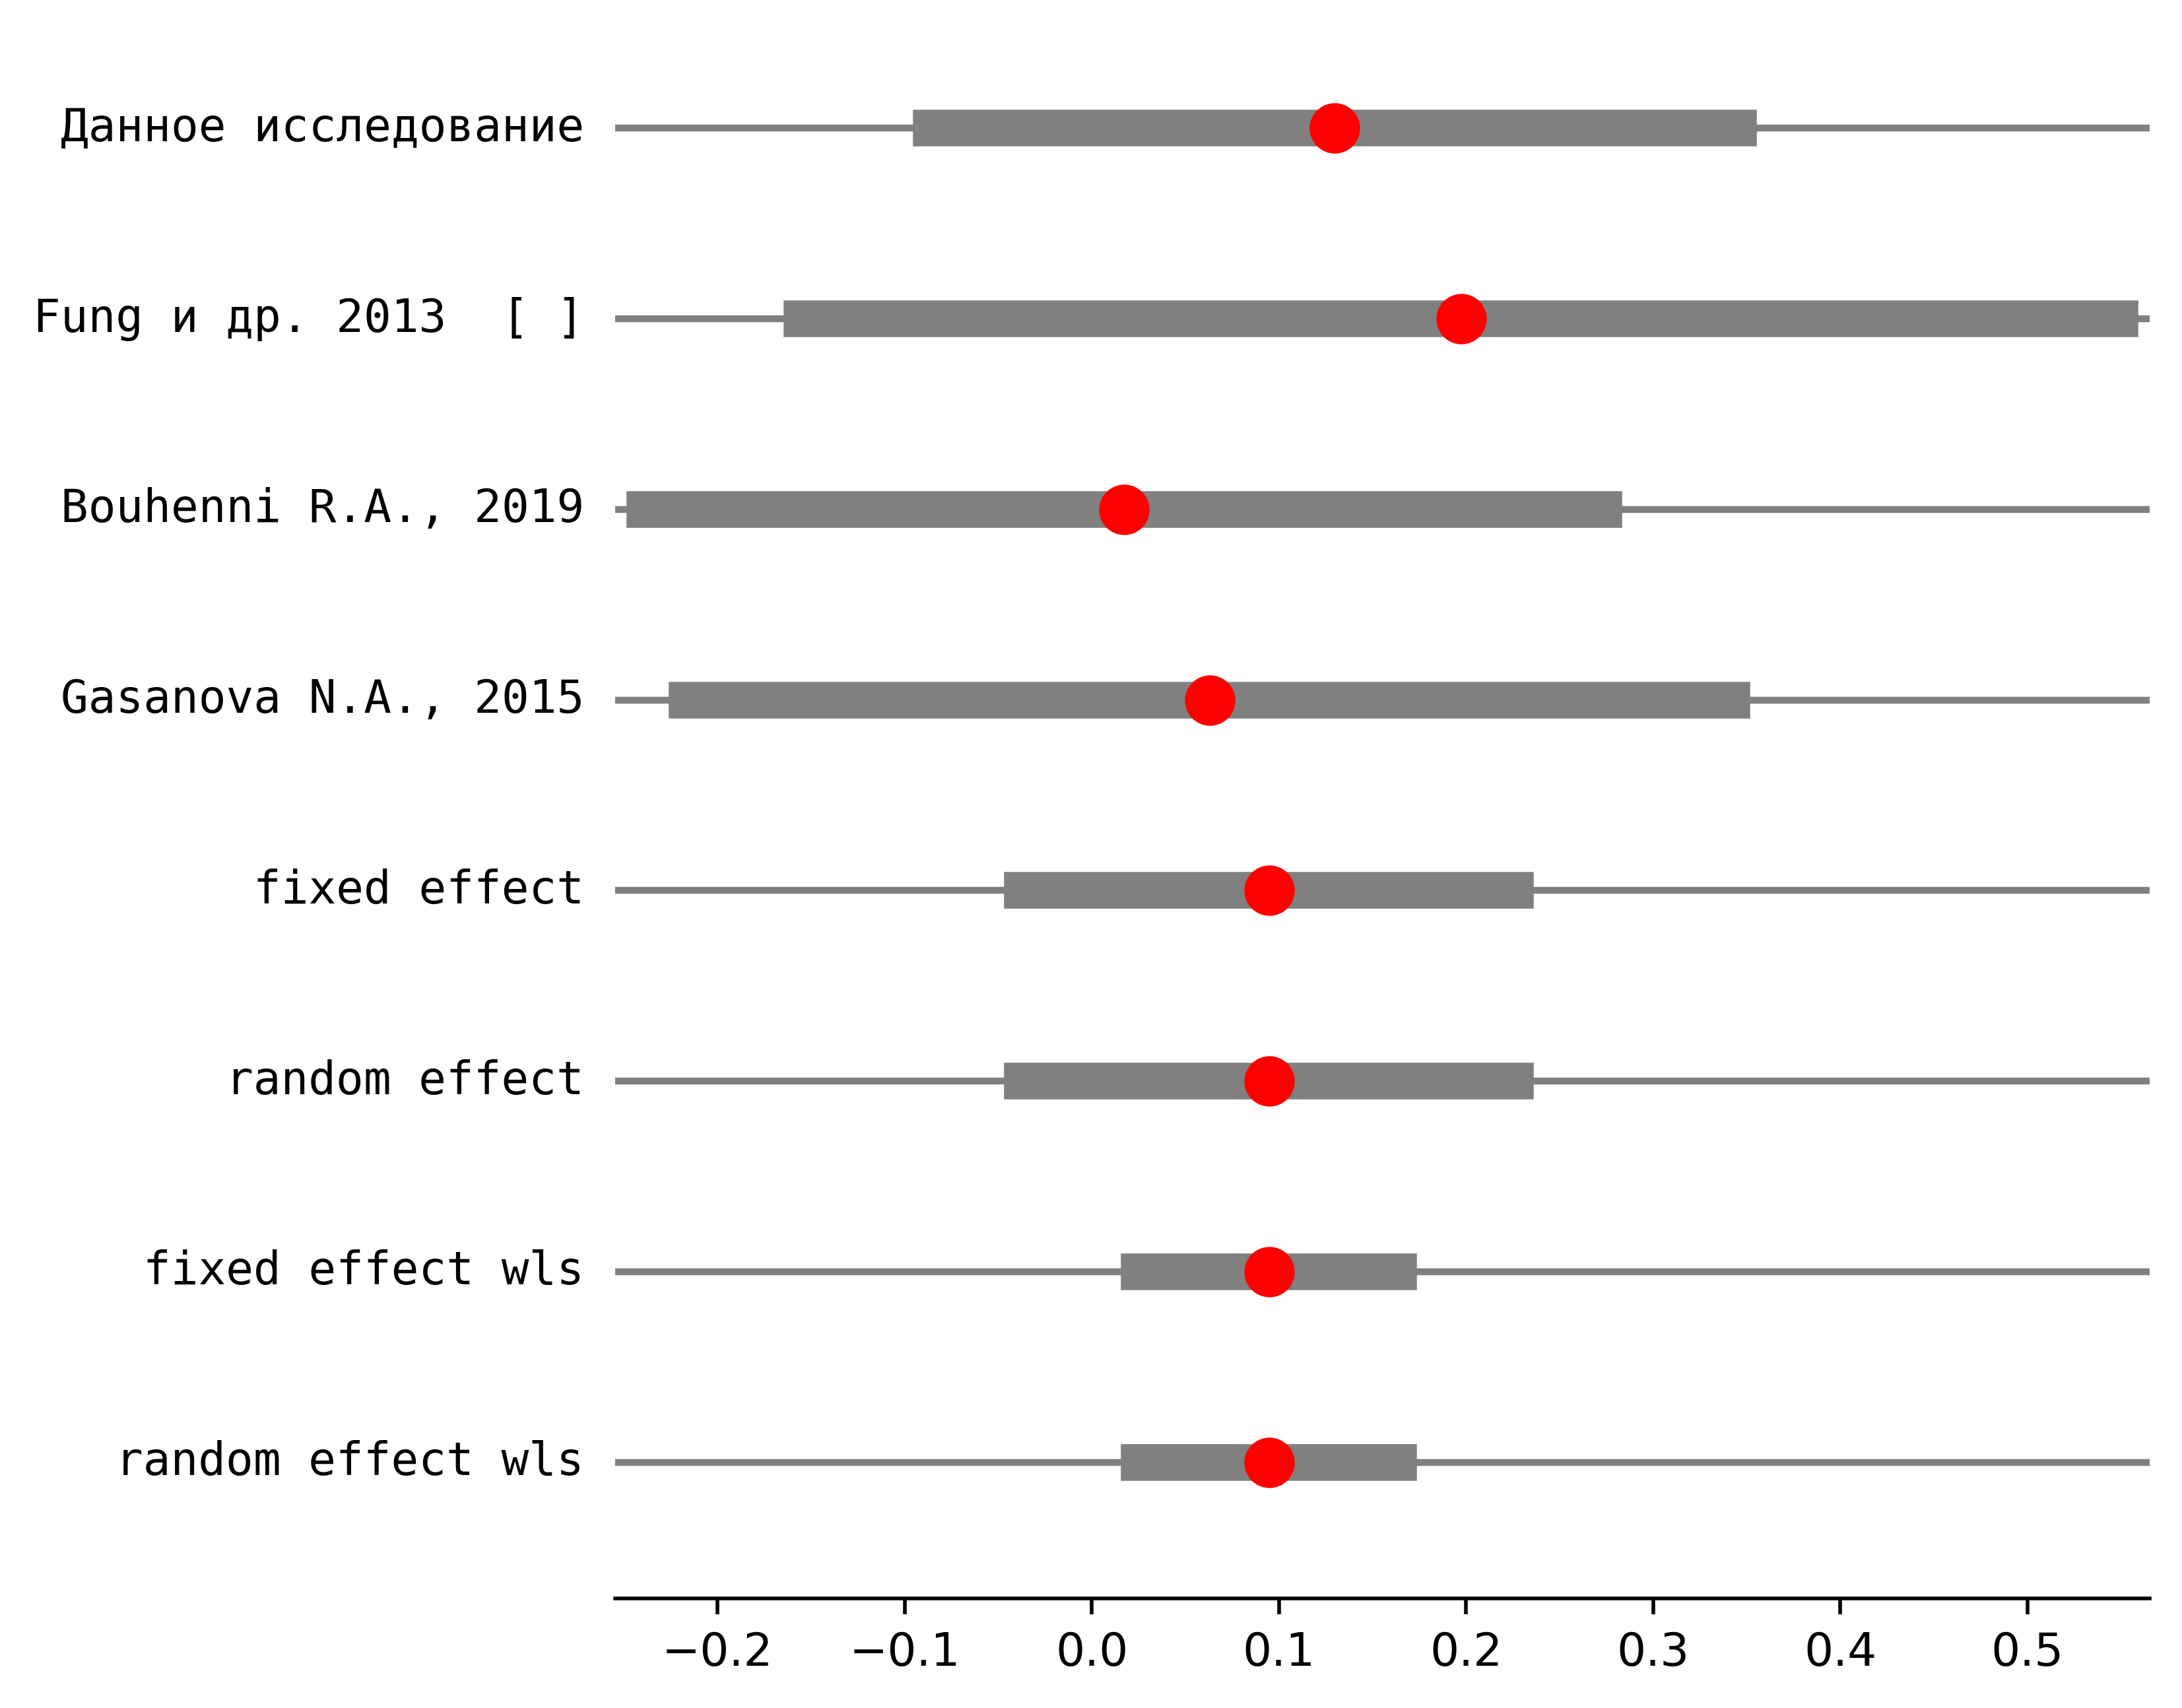 Данное исследование
Fung и др. 2013  [ ]
Bouhenni R.A., 2019
Gasanova N.A., 2015
fixed effect
random effect
fixed effect wls
random effect wls
−0.2 −0.1 0.0 0.1 0.2 0.3 0.4 0.5